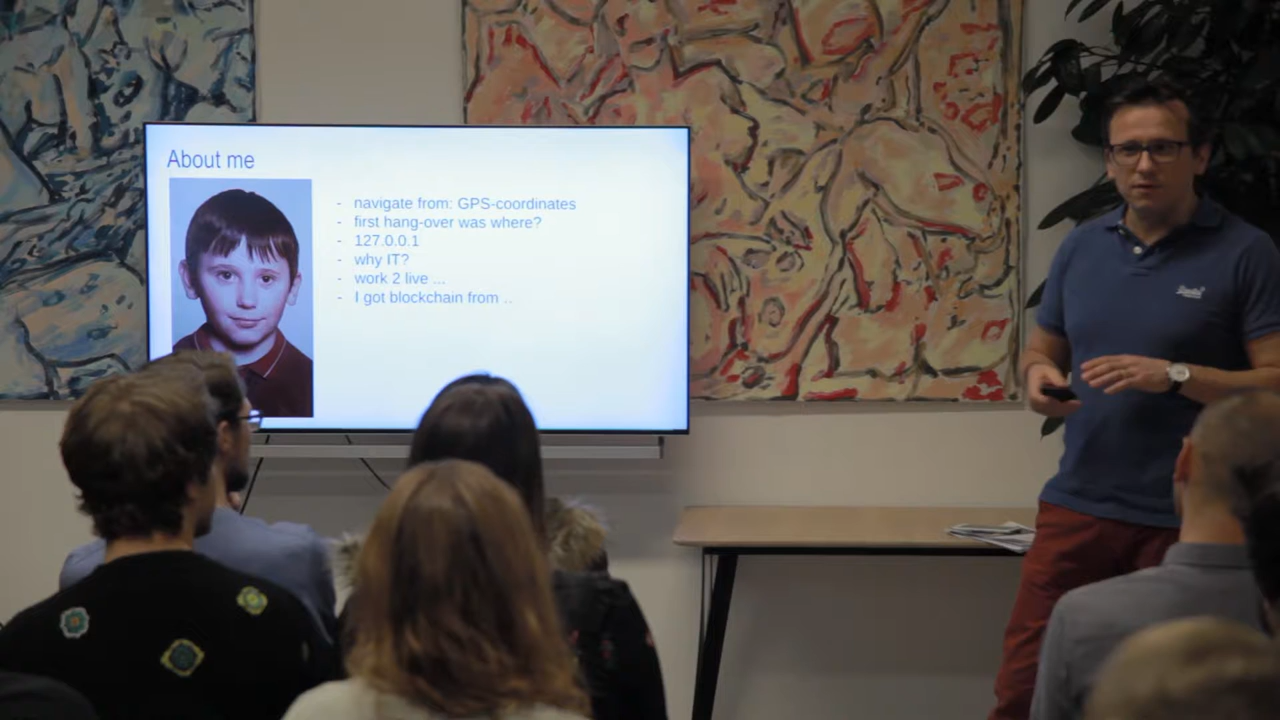 About me
- navigate from: GPS-coordinates
- first hang-over was where?
- 127.0.0.1
- why IT?
- work 2 live ...
- I got blockchain from ..